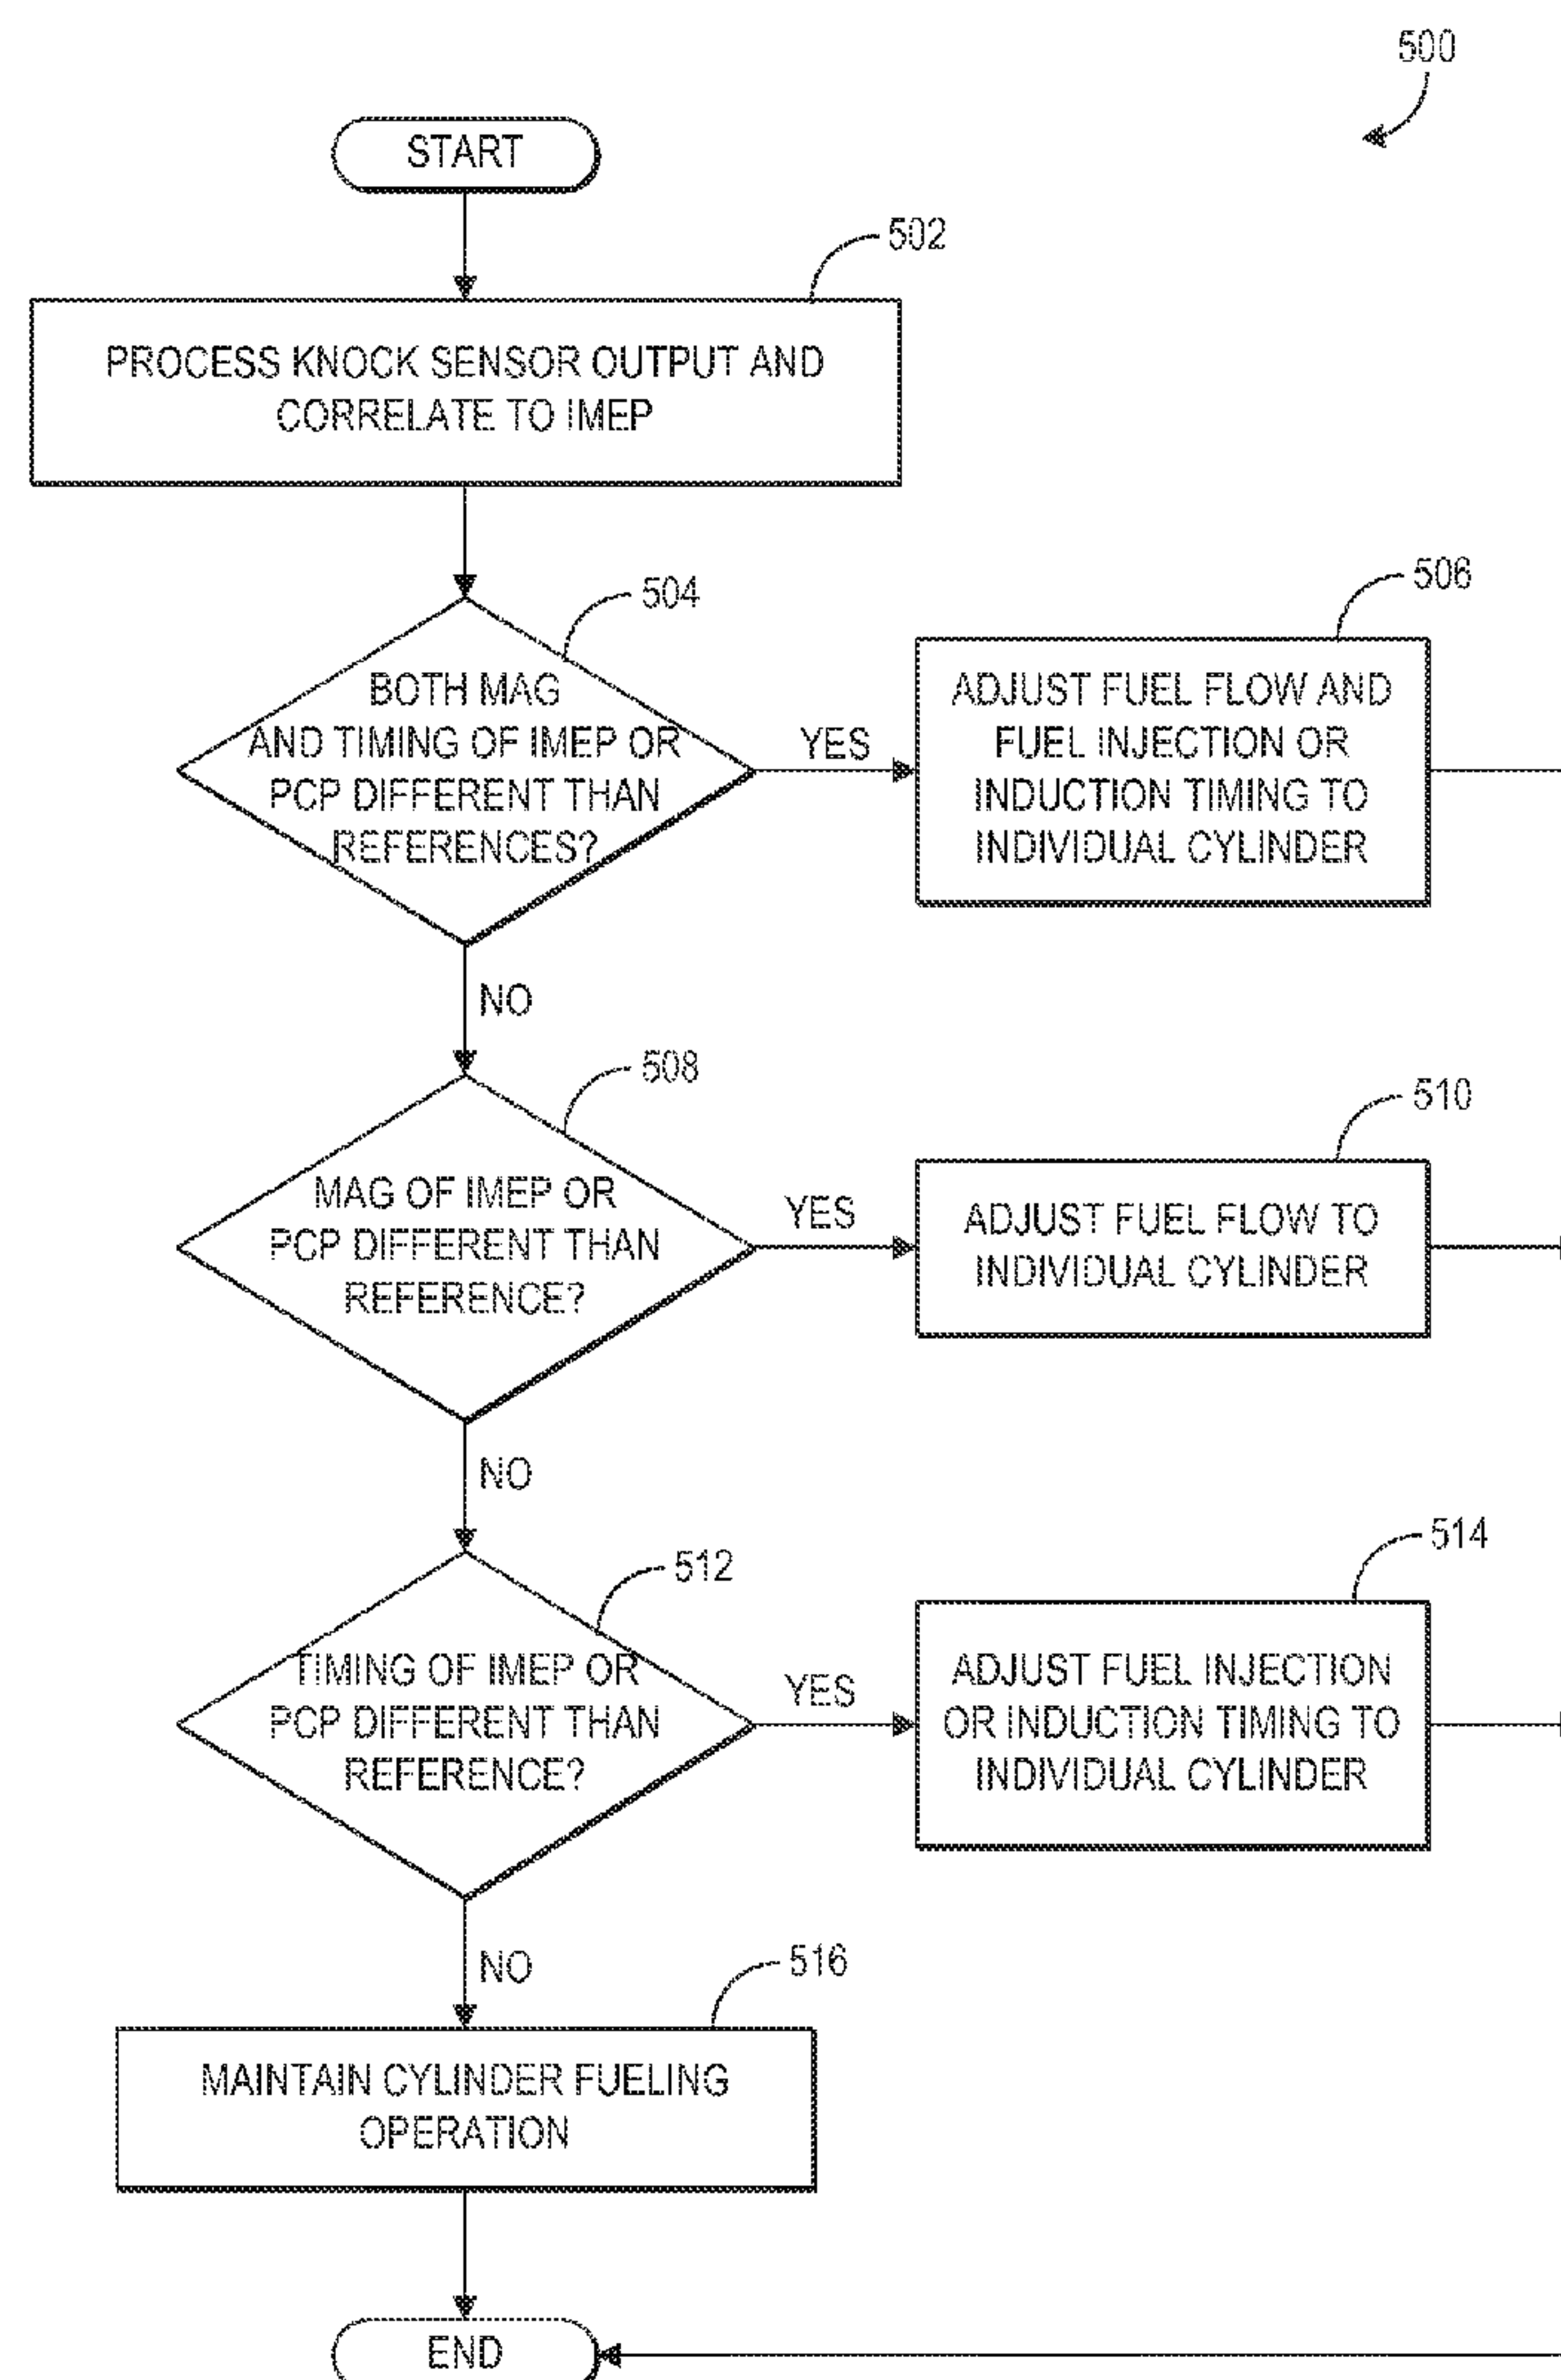 500
START
502
PROCESS KNOCK SENSOR OUTPUT AND
CORRELATE TO IMEP
504
BOTH MAG
AND TIMING OF IMEP OR
PCP DIFFERENT THAN
REFERENCES?
YES
506
ADJUST FUEL FLOW AND
FUEL INJECTION OR
INDUCTION TIMING TO
INDIVIDUAL CYLINDER
NO
508
MAG OF IMEP OR
PCP DIFFERENT THAN
REFERENCE?
YES
510
ADJUST FUEL FLOW TO
INDIVIDUAL CYLINDER
NO
512
TIMING OF IMEP OR
PCP DIFFERENT THAN
REFERENCE?
YES
514
ADJUST FUEL INJECTION
OR INDUCTION TIMING TO
INDIVIDUAL CYLINDER
NO
516
MAINTAIN CYLINDER FUELING
OPERATION
END